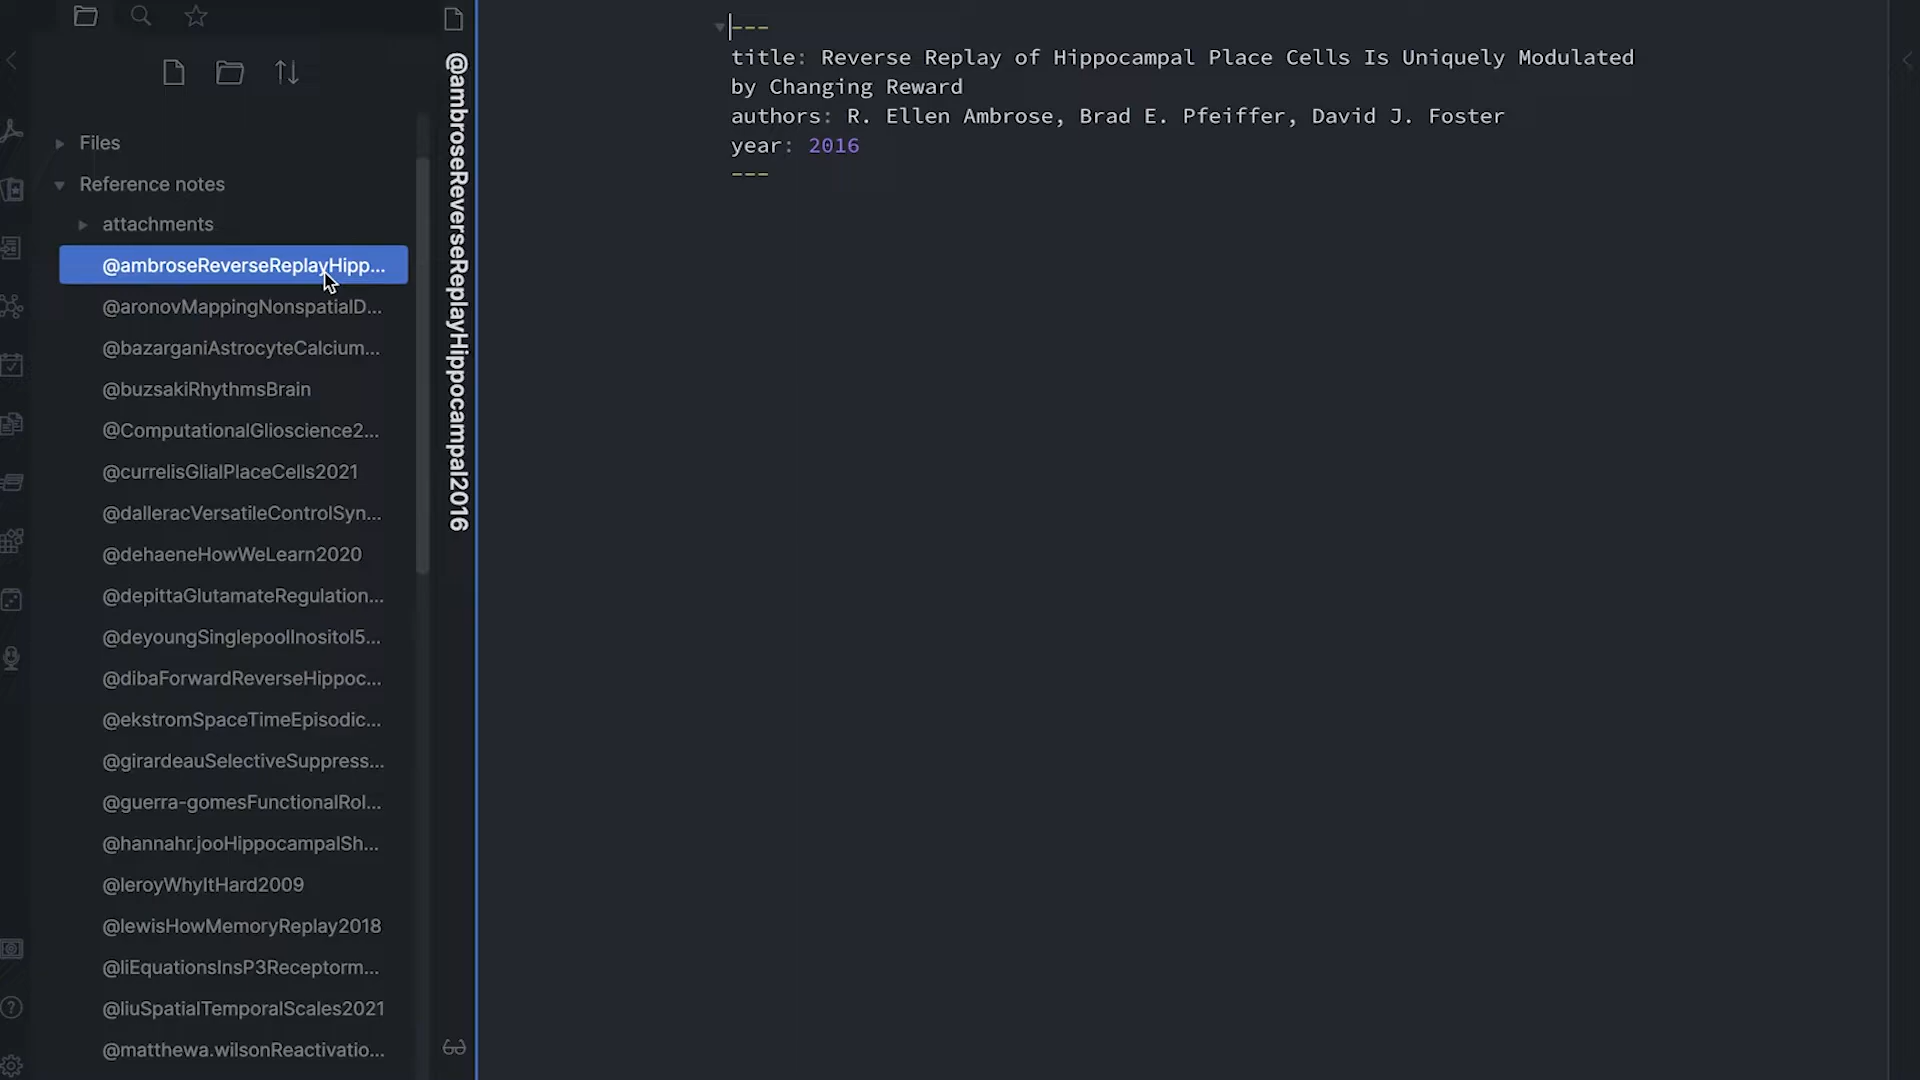 Files
Reference notes
attachments
@ambroseReverseReplayHipp...
@aronovMappingNonspatialD...
@bazarganiAstrocyteCalcium...
@buzsakiRhythmsBrain
@ComputationalGlioscience2...
@currelisGlialPlaceCells2021
@dalleracVersatileControlSyn...
@dehaeneHowWeLearn2020
@depittaGlutamateRegulation...
@deyoungSinglepoolInositol5...
@dibaForwardReverseHippoc...
@ekstromSpaceTimeEpisodic...
@girardeauSelectiveSuppress...
@guerra-gomesFunctionalRol...
@hannahr.jooHippocampalSh...
@leroyWhyItHard2009
@lewisHowMemoryReplay2018
@liEquationsInsP3Receptorm...
@liuSpatialTemporalScales2021
@matthewa.wilsonReactivatio...
@ambroseReverseReplayHippocampal2016
---
title: Reverse Replay of Hippocampal Place Cells Is Uniquely Modulated
by Changing Reward
authors: R. Ellen Ambrose, Brad E. Pfeiffer, David J. Foster
year: 2016
---